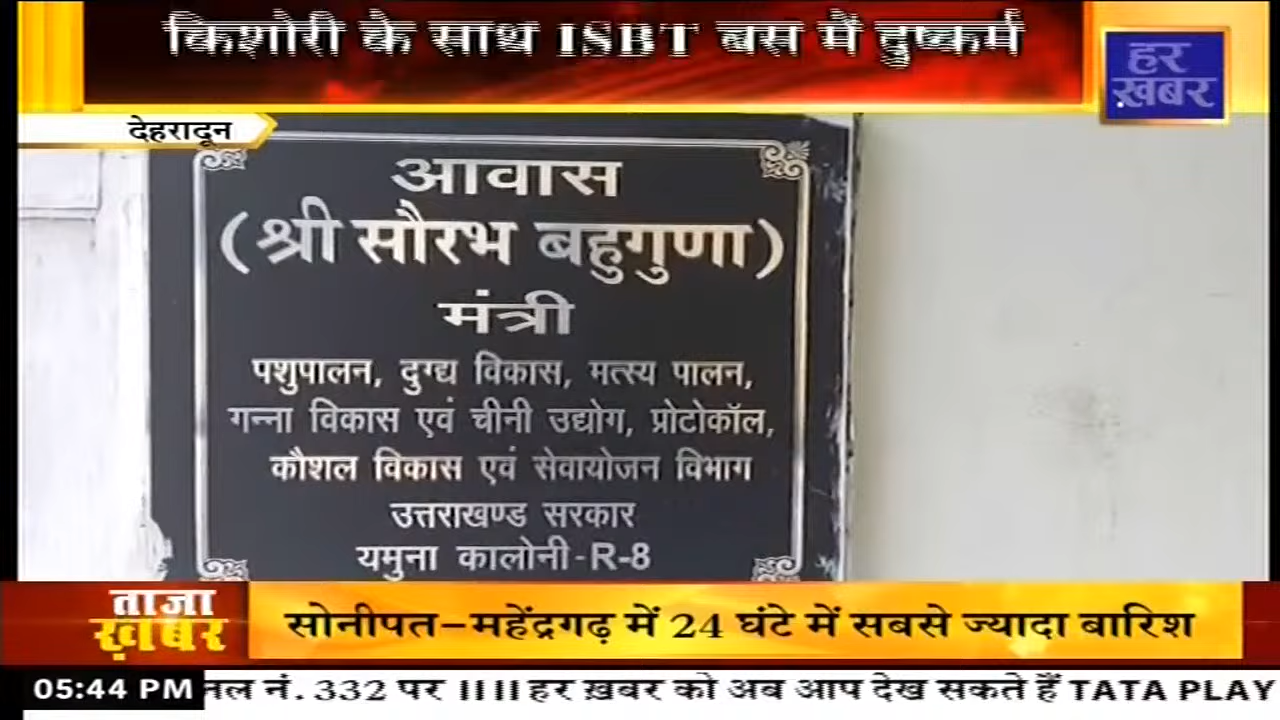 किशोरी के साथ ISBT बस में दुष्कर्म
हर
ख़बर
देहरादून
आवास
(श्री सौरभ बहुगुणा)
मंत्री
पशुपालन, दुग्ध विकास, मत्स्य पालन,
गन्ना विकास एवं चीनी उद्योग, प्रोटोकॉल,
कौशल विकास एवं सेवायोजन विभाग
उत्तराखण्ड सरकार
यमुना कालोनी-R-8
ताजा
ख़बर
सोनीपत-महेंद्रगढ़ में 24 घंटे में सबसे ज्यादा बारिश
05:44 PM
नल नं. 332 पर ।।।।हर ख़बर को अब आप देख सकते हैं TATA PLAY